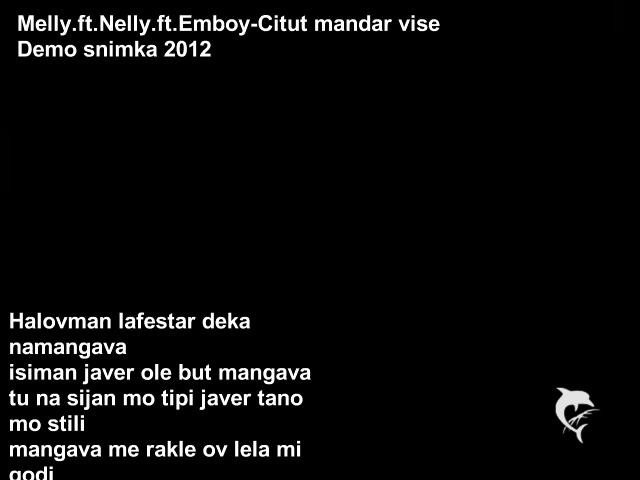 Melly.ft.Nelly.ft.Emboy-Citut mandar vise
Demo snimka 2012
Halovman lafestar deka
namangava
isiman javer ole but mangava
tu na sijan mo tipi javer tano
mo stili
mangava me rakle ov lela mi
godi